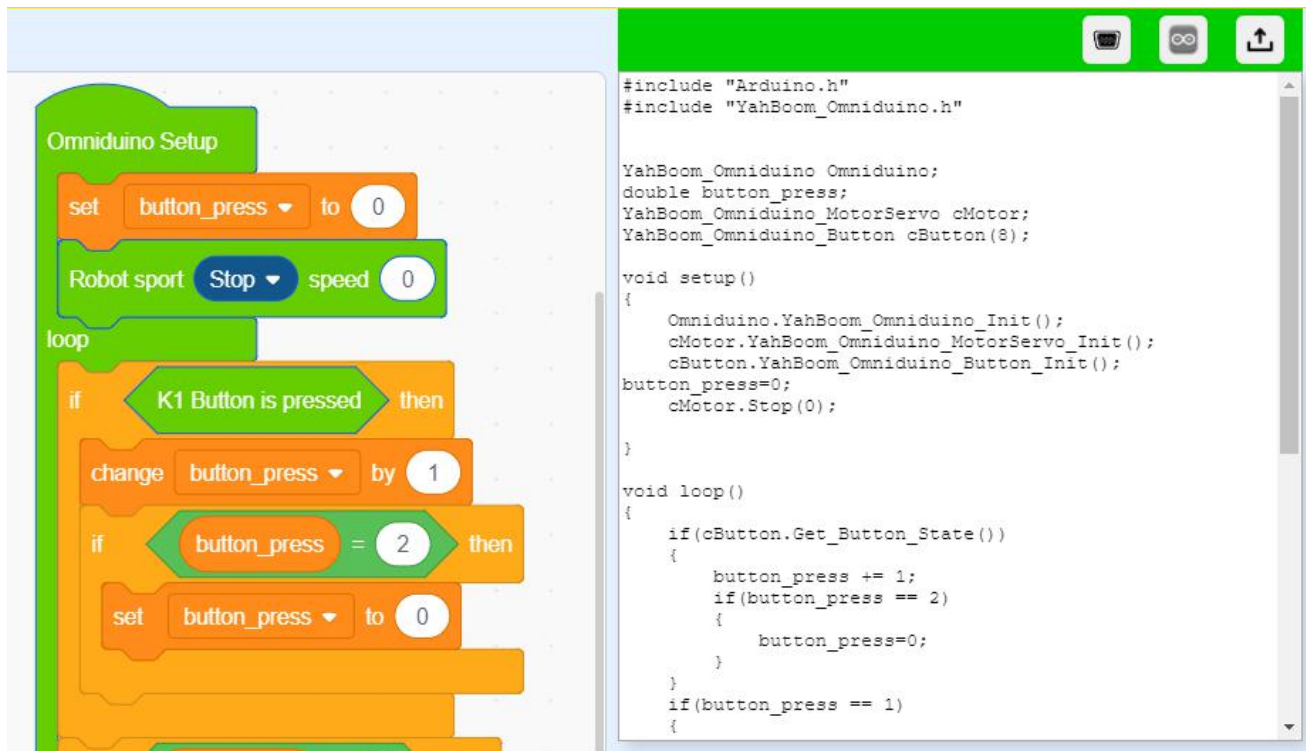 Omniduino Setup
set button_press to 0
Robot sport Stop speed 0
loop
if K1 Button is pressed then
change button_press by 1
if button_press = 2 then
set button_press to 0
#include "Arduino.h"
#include "YahBoom_Omniduino.h"
YahBoom_Omniduino Omniduino;
double button_press;
YahBoom_Omniduino_MotorServo cMotor;
YahBoom_Omniduino_Button cButton(8);
void setup()
{
    Omniduino.YahBoom_Omniduino_Init();
    cMotor.YahBoom_Omniduino_MotorServo_Init();
    cButton.YahBoom_Omniduino_Button_Init();
button_press=0;
    cMotor.Stop(0);
}
void loop()
{
    if(cButton.Get_Button_State())
    {
        button_press += 1;
        if(button_press == 2)
        {
            button_press=0;
        }
    }
    if(button_press == 1)
    {